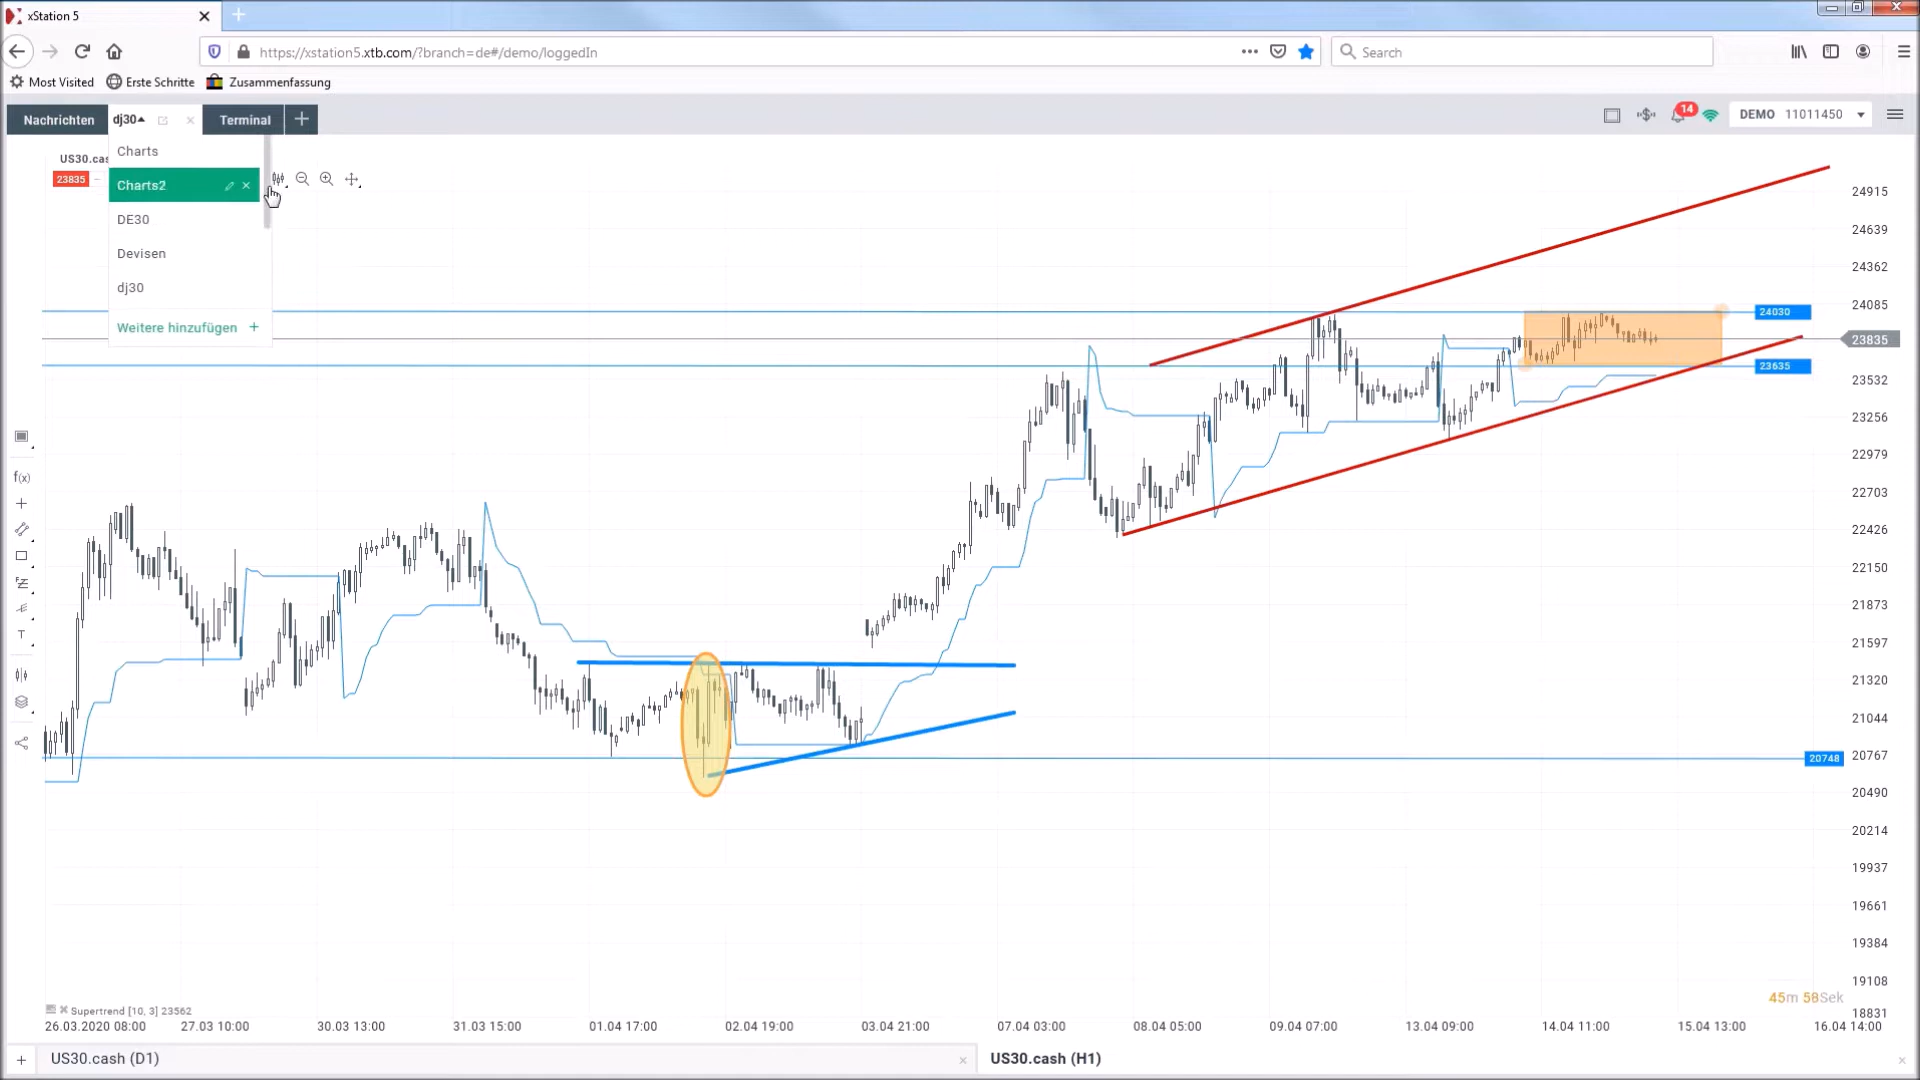 xStation 5
https://xstation5.xtb.com/?branch=de#/demo/loggedIn
Search
Most Visited
Erste Schritte
Zusammenfassung
Nachrichten
dj30
Terminal
14
DEMO 11011450
US30.cas
23835
Charts
Charts2
DE30
Devisen
dj30
Weitere hinzufügen +
24915
24639
24362
24085
24030
23835
23635
23532
23256
22979
22703
22426
22150
21873
21597
21320
21044
20767
20748
20490
20214
19937
19661
19384
19108
18831
f(x)
T
45m 58Sek
Supertrend [10, 3] 23562
26.03.2020 08:00
27.03 10:00
30.03 13:00
31.03 15:00
01.04 17:00
02.04 19:00
03.04 21:00
07.04 03:00
08.04 05:00
09.04 07:00
13.04 09:00
14.04 11:00
15.04 13:00
16.04 14:00
US30.cash (D1)
US30.cash (H1)